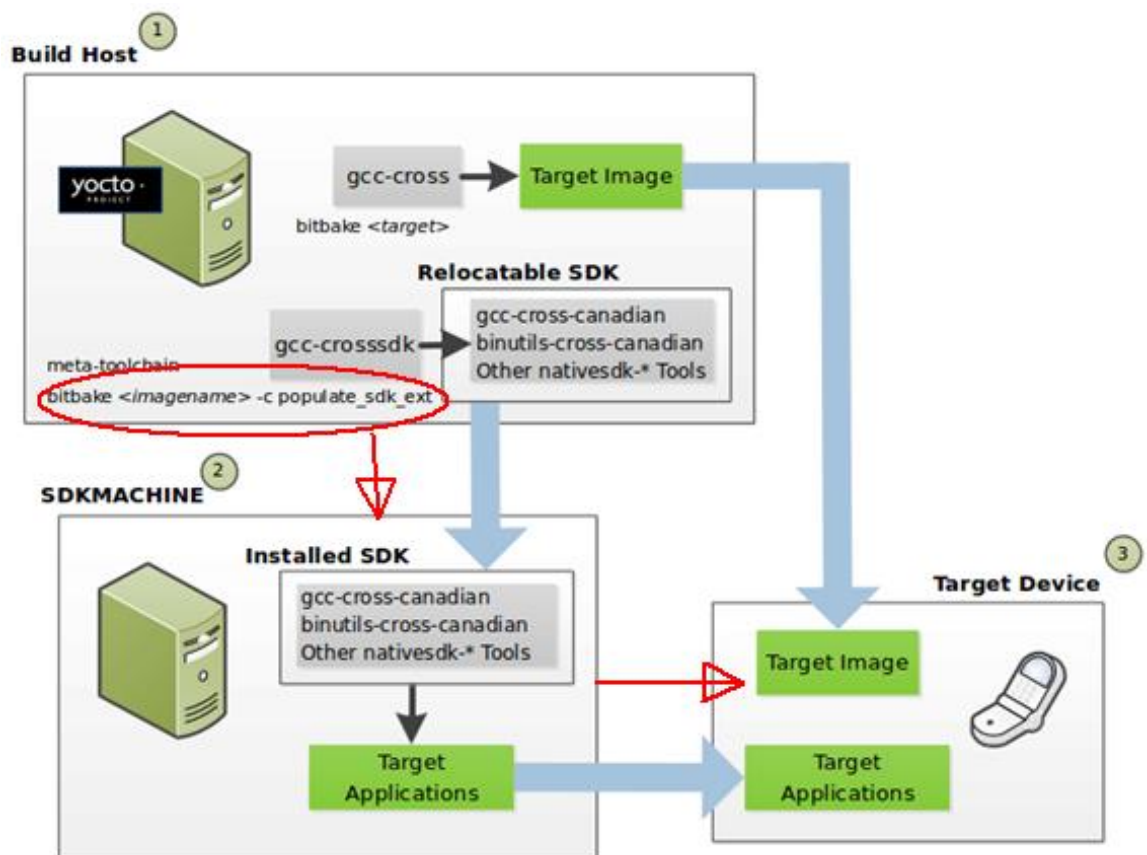 1
Build Host
yocto
PROJECT
gcc-cross
Target Image
bitbake <target>
Relocatable SDK
gcc-crosssdk
gcc-cross-canadian
binutils-cross-canadian
Other nativesdk-* Tools
meta-toolchain
bitbake <imagename> -c populate_sdk_ext
2
SDKMACHINE
Installed SDK
gcc-cross-canadian
binutils-cross-canadian
Other nativesdk-* Tools
Target
Applications
3
Target Device
Target Image
Target
Applications